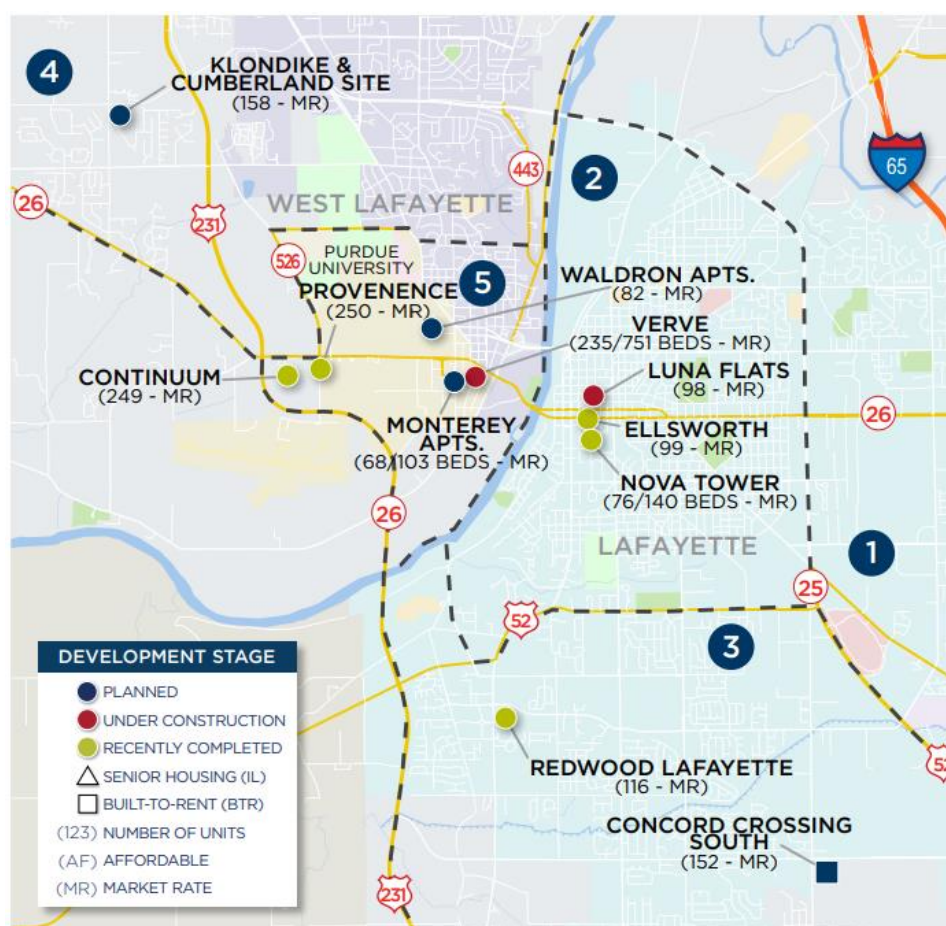 4
KLONDIKE &
CUMBERLAND SITE
(158 - MR)
65
443
2
26
WEST LAFAYETTE
231
526
PURDUE
UNIVERSITY
5
WALDRON APTS.
(82 - MR)
PROVENENCE
(250 - MR)
VERVE
(235/751 BEDS - MR)
CONTINUUM
(249 - MR)
LUNA FLATS
(98 - MR)
26
MONTEREY
APTS.
(68/103 BEDS - MR)
ELLSWORTH
(99 - MR)
NOVA TOWER
(76/140 BEDS - MR)
26
LAFAYETTE
1
25
52
3
DEVELOPMENT STAGE
PLANNED
UNDER CONSTRUCTION
RECENTLY COMPLETED
SENIOR HOUSING (IL)
BUILT-TO-RENT (BTR)
(123) NUMBER OF UNITS
(AF) AFFORDABLE
(MR) MARKET RATE
REDWOOD LAFAYETTE
(116 - MR)
52
CONCORD CROSSING
SOUTH
(152 - MR)
231